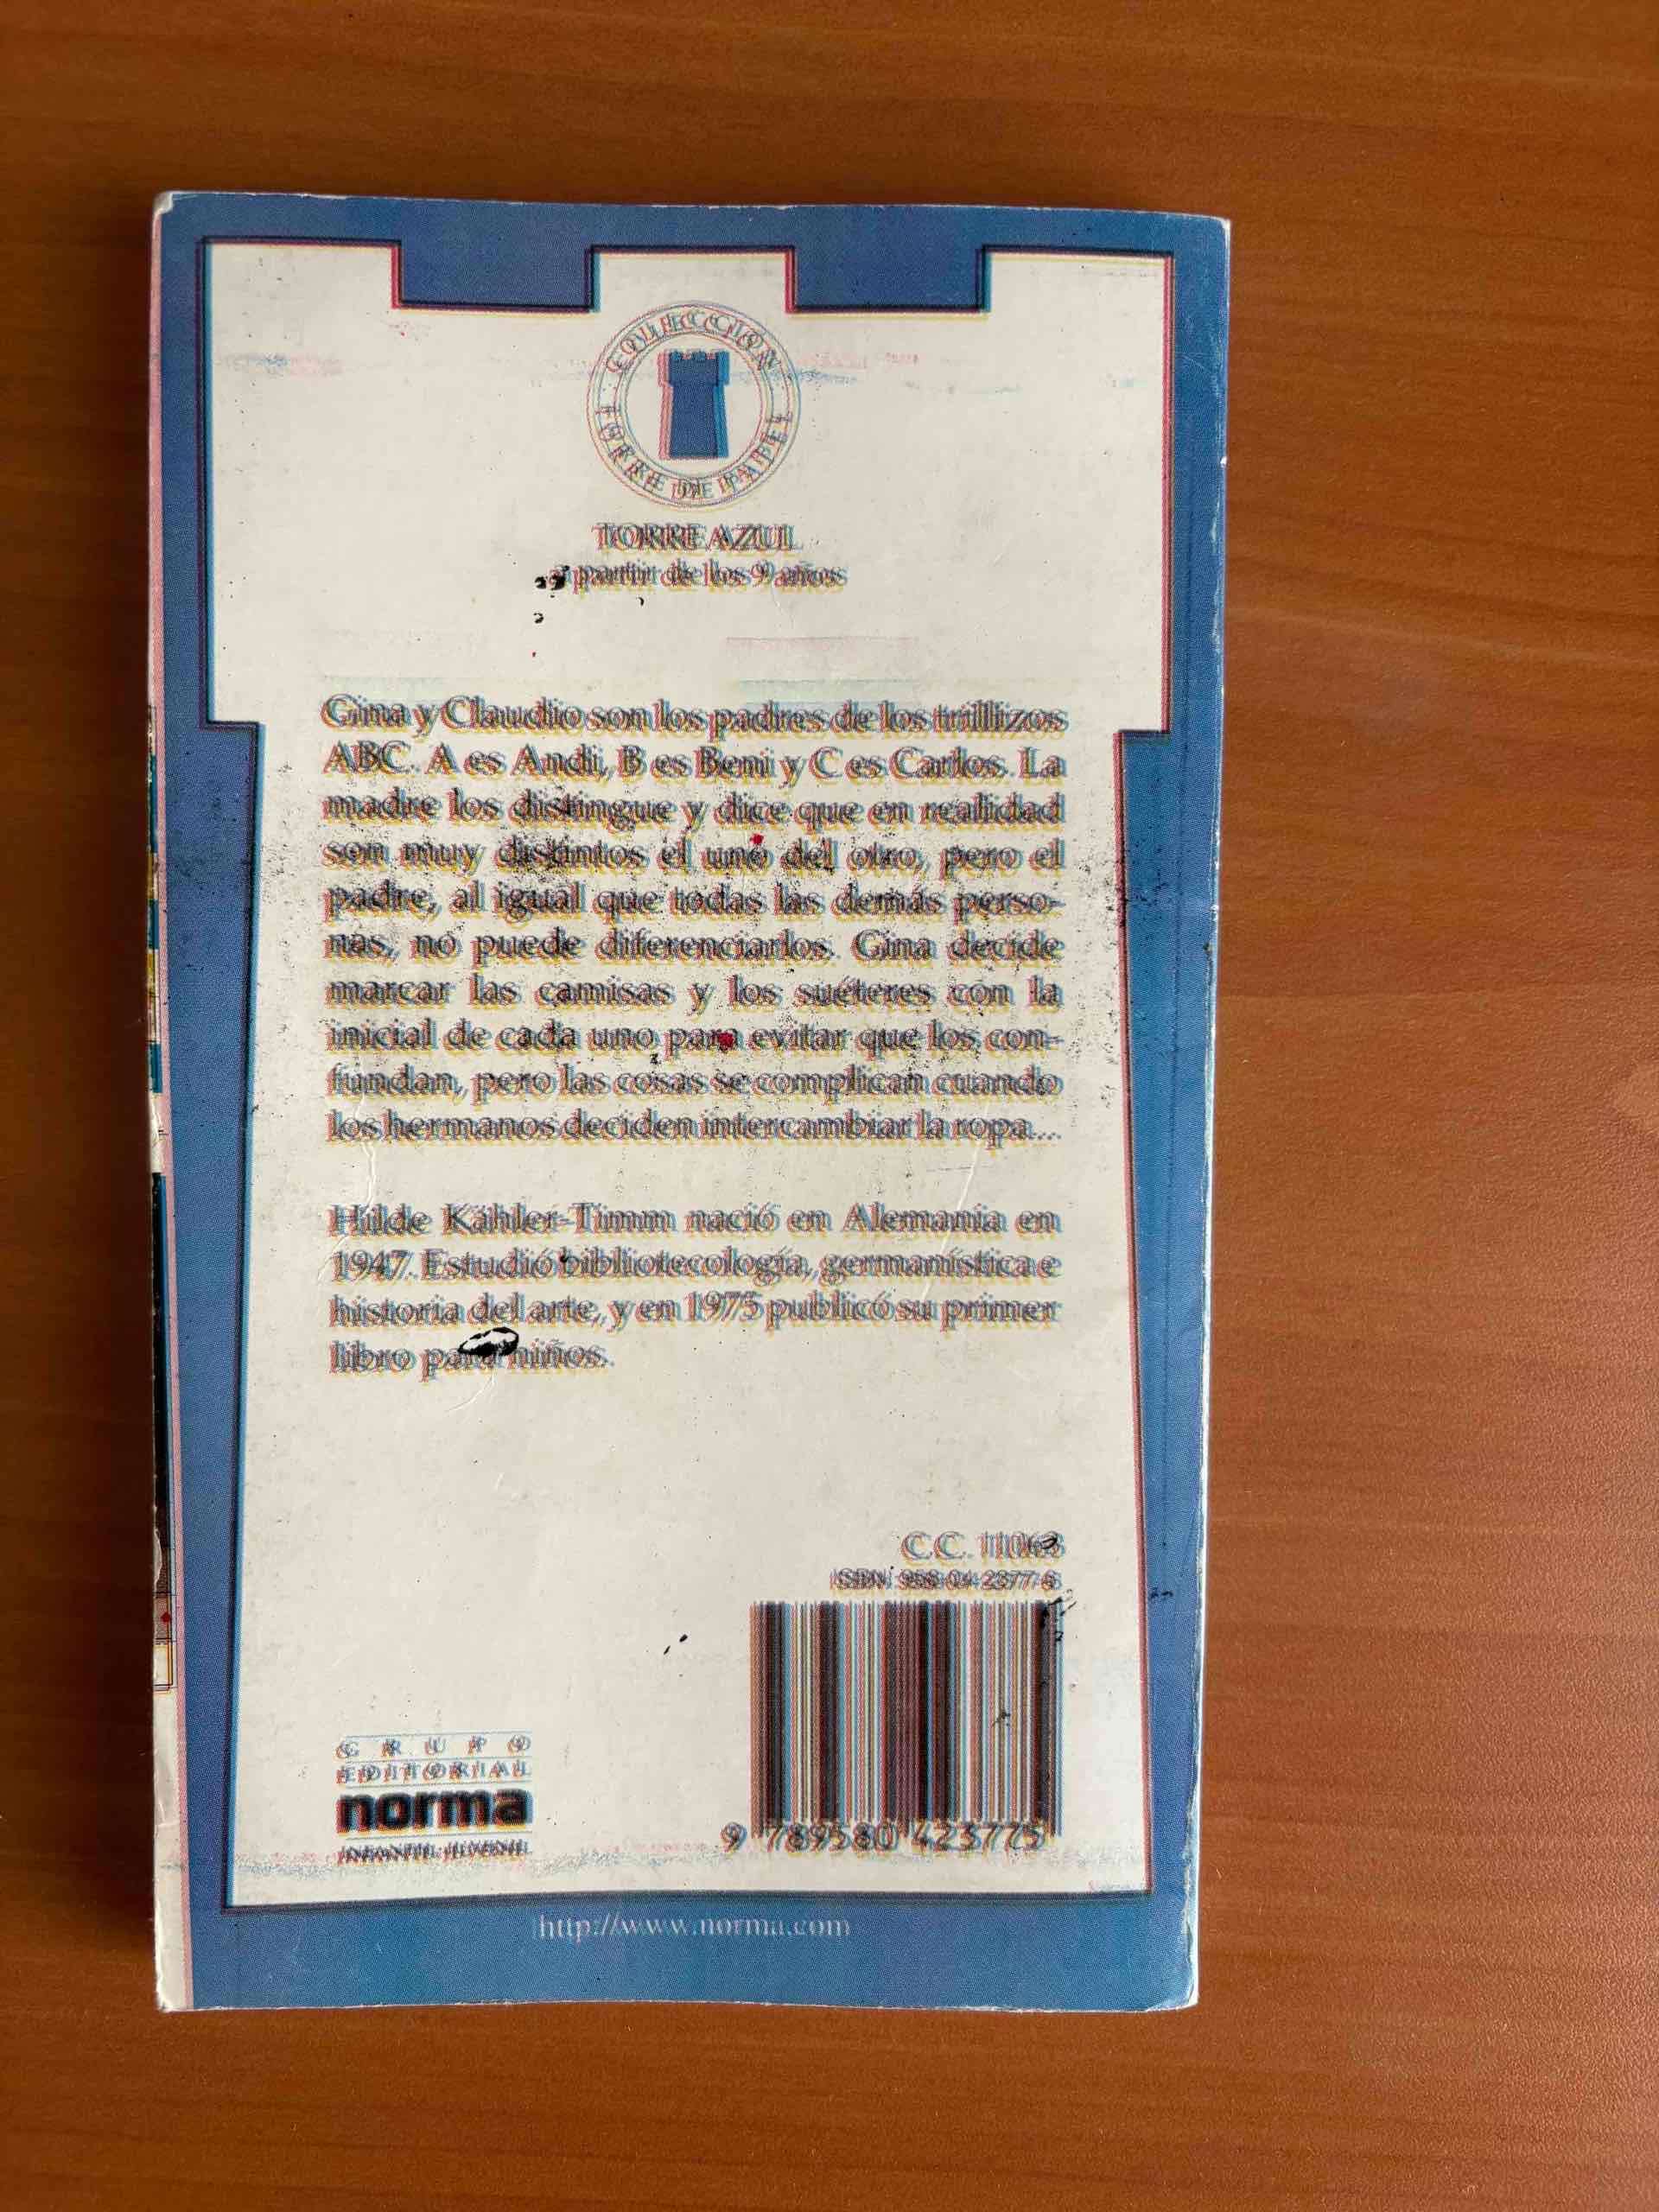 COLECCIÓN
TORRE DE PAPEL
TORRE AZUL
a partir de los 9 años
Gina y Claudio son los padres de los trillizos
ABC. A es Andi, B es Beni y C es Carlos. La
madre los distingue y dice que en realidad
son muy distintos el uno del otro, pero el
padre, al igual que todas las demás perso-
nas, no puede diferenciarlos. Gina decide
marcar las camisas y los suéteres con la
inicial de cada uno para evitar que los con-
fundan, pero las cosas se complican cuando
los hermanos deciden intercambiar la ropa...
Hilde Kähler-Timm nació en Alemania en
1947. Estudió bibliotecología, germanística e
historia del arte, y en 1975 publicó su primer
libro para niños.
C.C. 11063
ISBN 958-04-2377-6
9 789580 423775
GRUPO
EDITORIAL
norma
INFANTIL-JUVENIL
http://www.norma.com